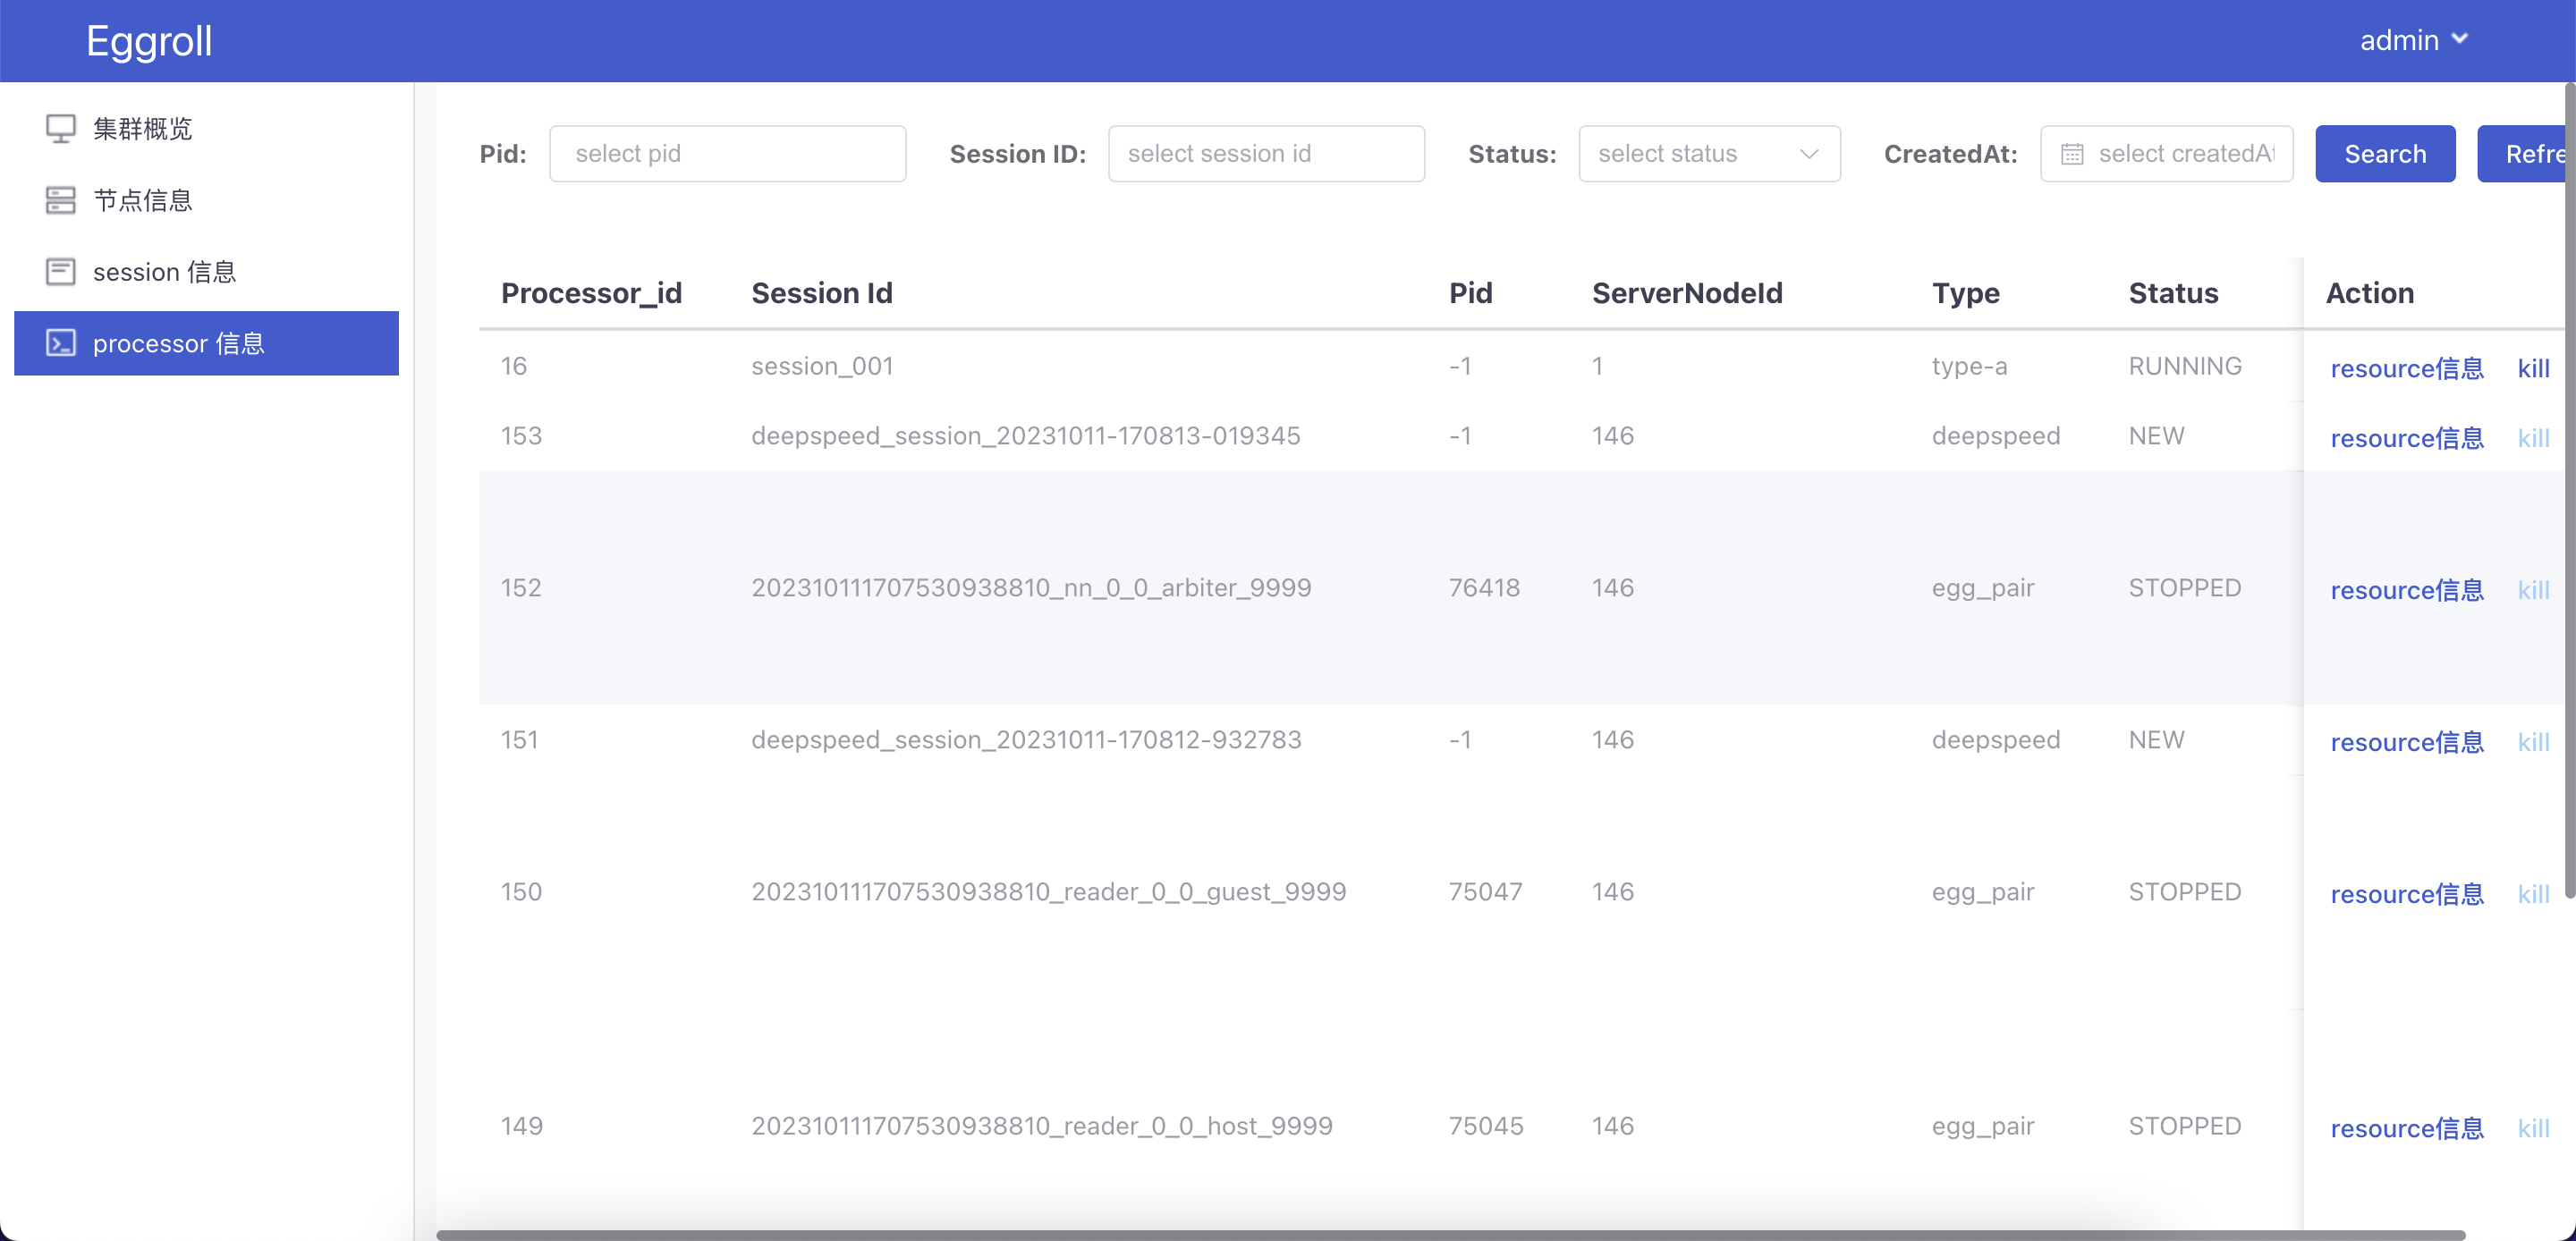 Eggroll
admin
集群概览
节点信息
session 信息
processor 信息
Pid: select pid Session ID: select session id Status: select status CreatedAt: select createdAt Search Refre
Processor_id Session Id Pid ServerNodeId Type Status Action
16 session_001 -1 1 type-a RUNNING resource信息 kill
153 deepspeed_session_20231011-170813-019345 -1 146 deepspeed NEW resource信息 kill
152 202310111707530938810_nn_0_0_arbiter_9999 76418 146 egg_pair STOPPED resource信息 kill
151 deepspeed_session_20231011-170812-932783 -1 146 deepspeed NEW resource信息 kill
150 202310111707530938810_reader_0_0_guest_9999 75047 146 egg_pair STOPPED resource信息 kill
149 202310111707530938810_reader_0_0_host_9999 75045 146 egg_pair STOPPED resource信息 kill